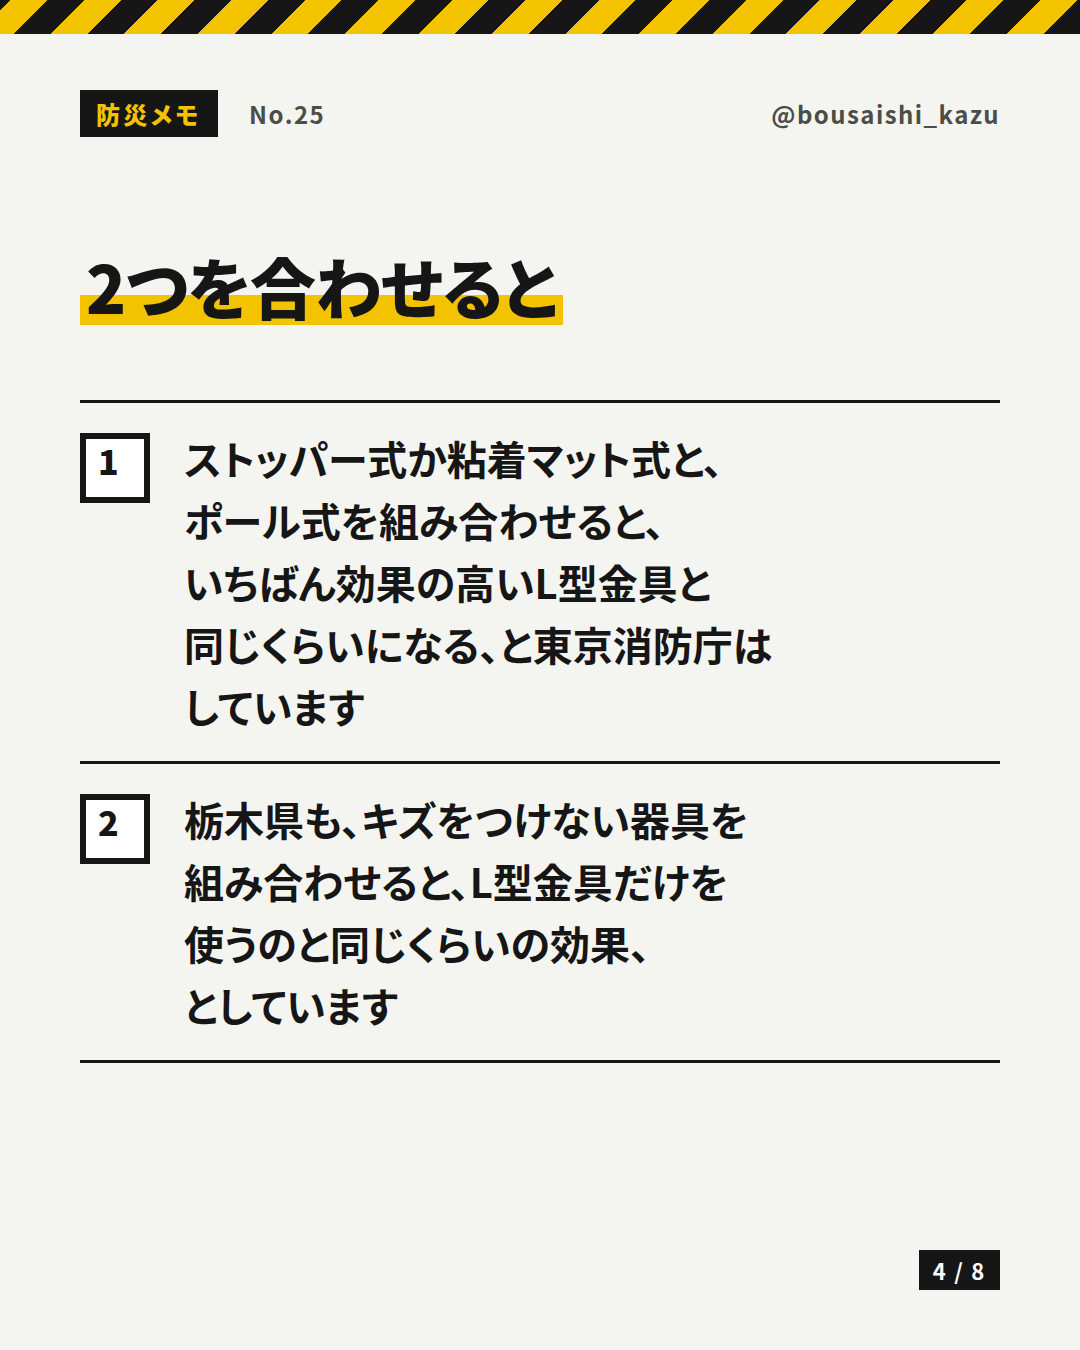 防災メモ No.25 @bousaishi_kazu
2つを合わせると
1 ストッパー式か粘着マット式と、
ポール式を組み合わせると、
いちばん効果の高いL型金具と
同じくらいになる、と東京消防庁は
しています
2 栃木県も、キズをつけない器具を
組み合わせると、L型金具だけを
使うのと同じくらいの効果、
としています
4 / 8